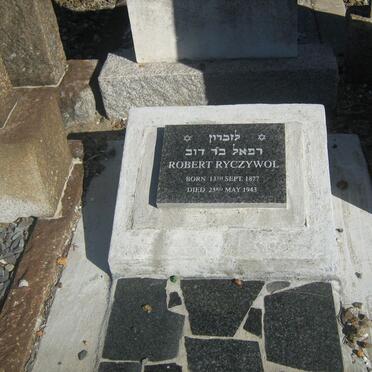 ✡ לזכרון ✡
רפאל בר דוב
ROBERT RYCZYWOL
BORN 13TH SEPT. 1877
DIED 23RD MAY 1943